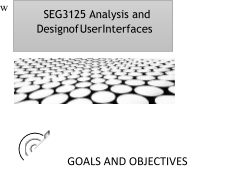 w
SEG3125 Analysis and
DesignofUserInterfaces
GOALS AND OBJECTIVES